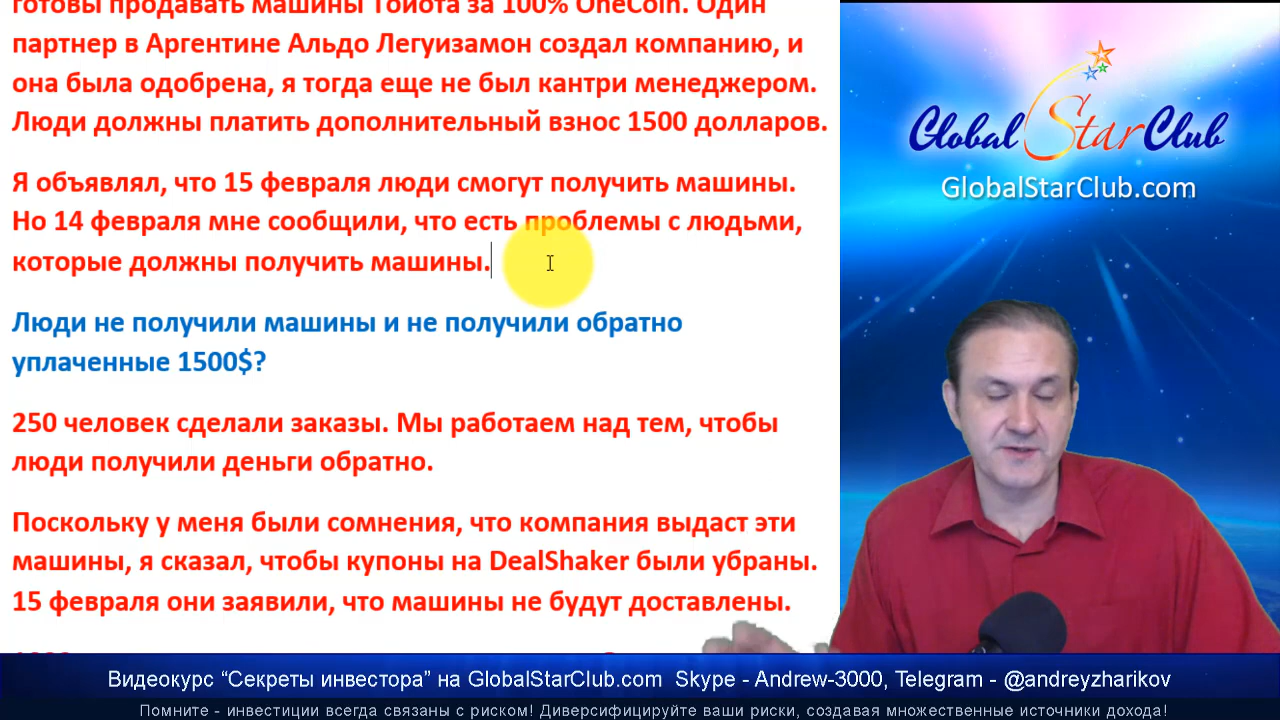 готовы продавать машины Тойота за 100% OneCoin. Один
партнер в Аргентине Альдо Легуизамон создал компанию, и
она была одобрена, я тогда еще не был кантри менеджером.
Люди должны платить дополнительный взнос 1500 долларов.
Я объявлял, что 15 февраля люди смогут получить машины.
Но 14 февраля мне сообщили, что есть проблемы с людьми,
которые должны получить машины.
Люди не получили машины и не получили обратно
уплаченные 1500$?
250 человек сделали заказы. Мы работаем над тем, чтобы
люди получили деньги обратно.
Поскольку у меня были сомнения, что компания выдаст эти
машины, я сказал, чтобы купоны на DealShaker были убраны.
15 февраля они заявили, что машины не будут доставлены.
Global Star Club
GlobalStarClub.com
Видеокурс “Секреты инвестора” на GlobalStarClub.com Skype - Andrew-3000, Telegram - @andreyzharikov
Помните - инвестиции всегда связаны с риском! Диверсифицируйте ваши риски, создавая множественные источники дохода!